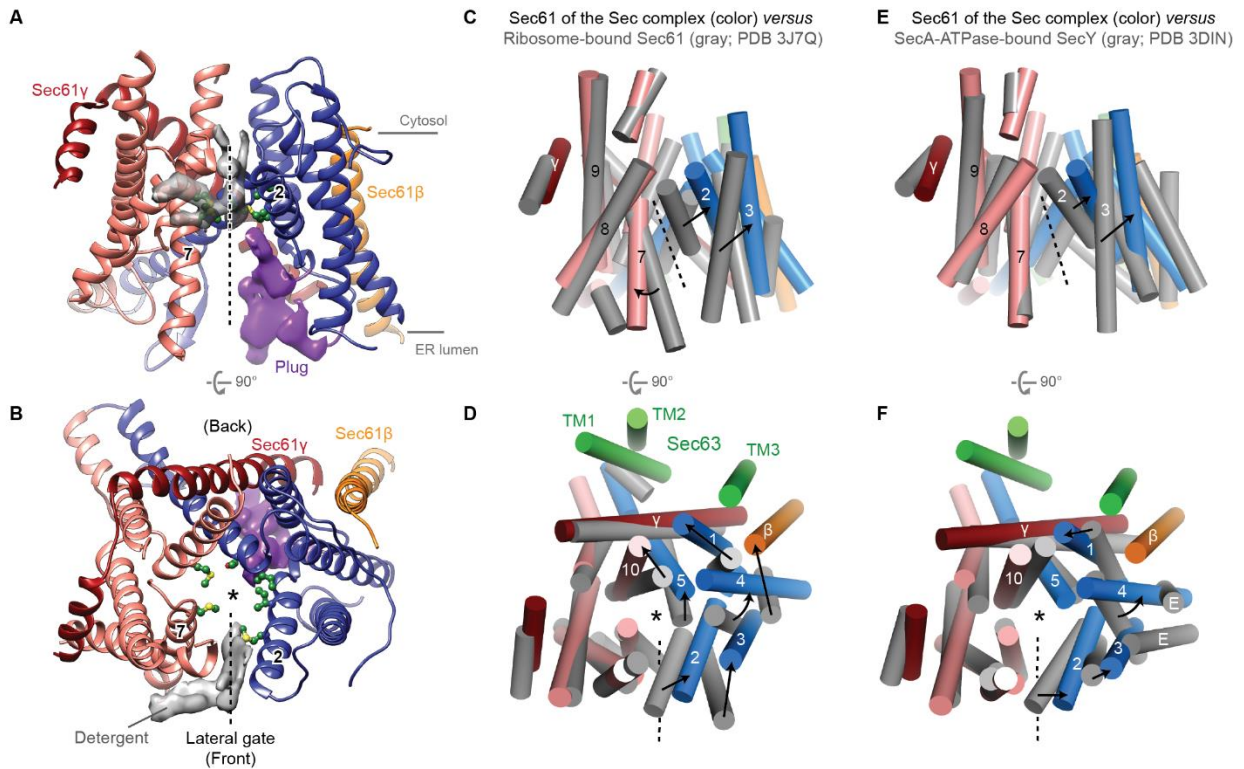 A
Sec61γ
Cytosol
2
Sec61β
7
Plug
ER lumen
90°
B
(Back)
Sec61γ
Sec61β
*
7
2
Detergent
Lateral gate
(Front)
C
Sec61 of the Sec complex (color) versus
Ribosome-bound Sec61 (gray; PDB 3J7Q)
γ
9
2
3
8
7
90°
D
TM1
TM2
Sec63
TM3
γ
1
β
10
5
4
*
2
3
E
Sec61 of the Sec complex (color) versus
SecA-ATPase-bound SecY (gray; PDB 3DIN)
γ
9
2
3
8
7
90°
F
γ
1
β
10
5
4
E
*
E
2
3